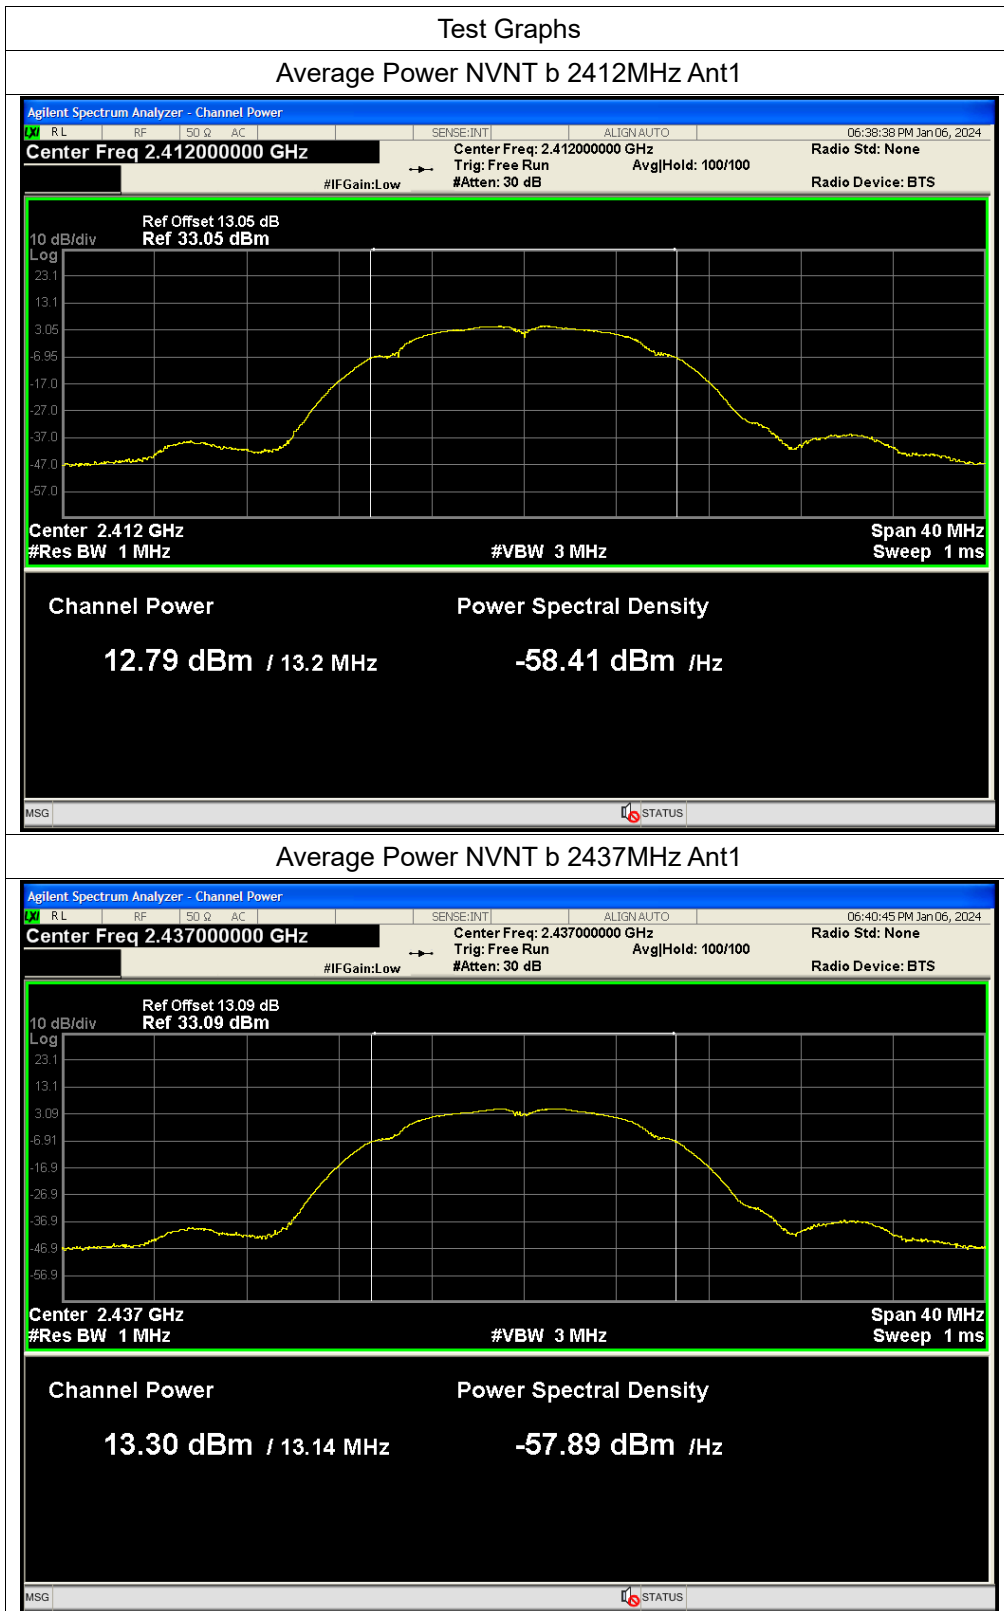 Test Graphs
Average Power NVNT b 2412MHz Ant1
Agilent Spectrum Analyzer - Channel Power
LXI RL RF 50 Ω AC SENSE:INT ALIGN AUTO 06:38:38 PM Jan 06, 2024
Center Freq 2.412000000 GHz Center Freq: 2.412000000 GHz Radio Std: None
Trig: Free Run Avg|Hold: 100/100
#IFGain:Low #Atten: 30 dB Radio Device: BTS
Ref Offset 13.05 dB
10 dB/div Ref 33.05 dBm
Log
23.1
13.1
3.05
-6.95
-17.0
-27.0
-37.0
-47.0
-57.0
Center 2.412 GHz Span 40 MHz
#Res BW 1 MHz #VBW 3 MHz Sweep 1 ms
Channel Power Power Spectral Density
12.79 dBm / 13.2 MHz -58.41 dBm /Hz
MSG STATUS
Average Power NVNT b 2437MHz Ant1
Agilent Spectrum Analyzer - Channel Power
LXI RL RF 50 Ω AC SENSE:INT ALIGN AUTO 06:40:45 PM Jan 06, 2024
Center Freq 2.437000000 GHz Center Freq: 2.437000000 GHz Radio Std: None
Trig: Free Run Avg|Hold: 100/100
#IFGain:Low #Atten: 30 dB Radio Device: BTS
Ref Offset 13.09 dB
10 dB/div Ref 33.09 dBm
Log
23.1
13.1
3.09
-6.91
-16.9
-26.9
-36.9
-46.9
-56.9
Center 2.437 GHz Span 40 MHz
#Res BW 1 MHz #VBW 3 MHz Sweep 1 ms
Channel Power Power Spectral Density
13.30 dBm / 13.14 MHz -57.89 dBm /Hz
MSG STATUS